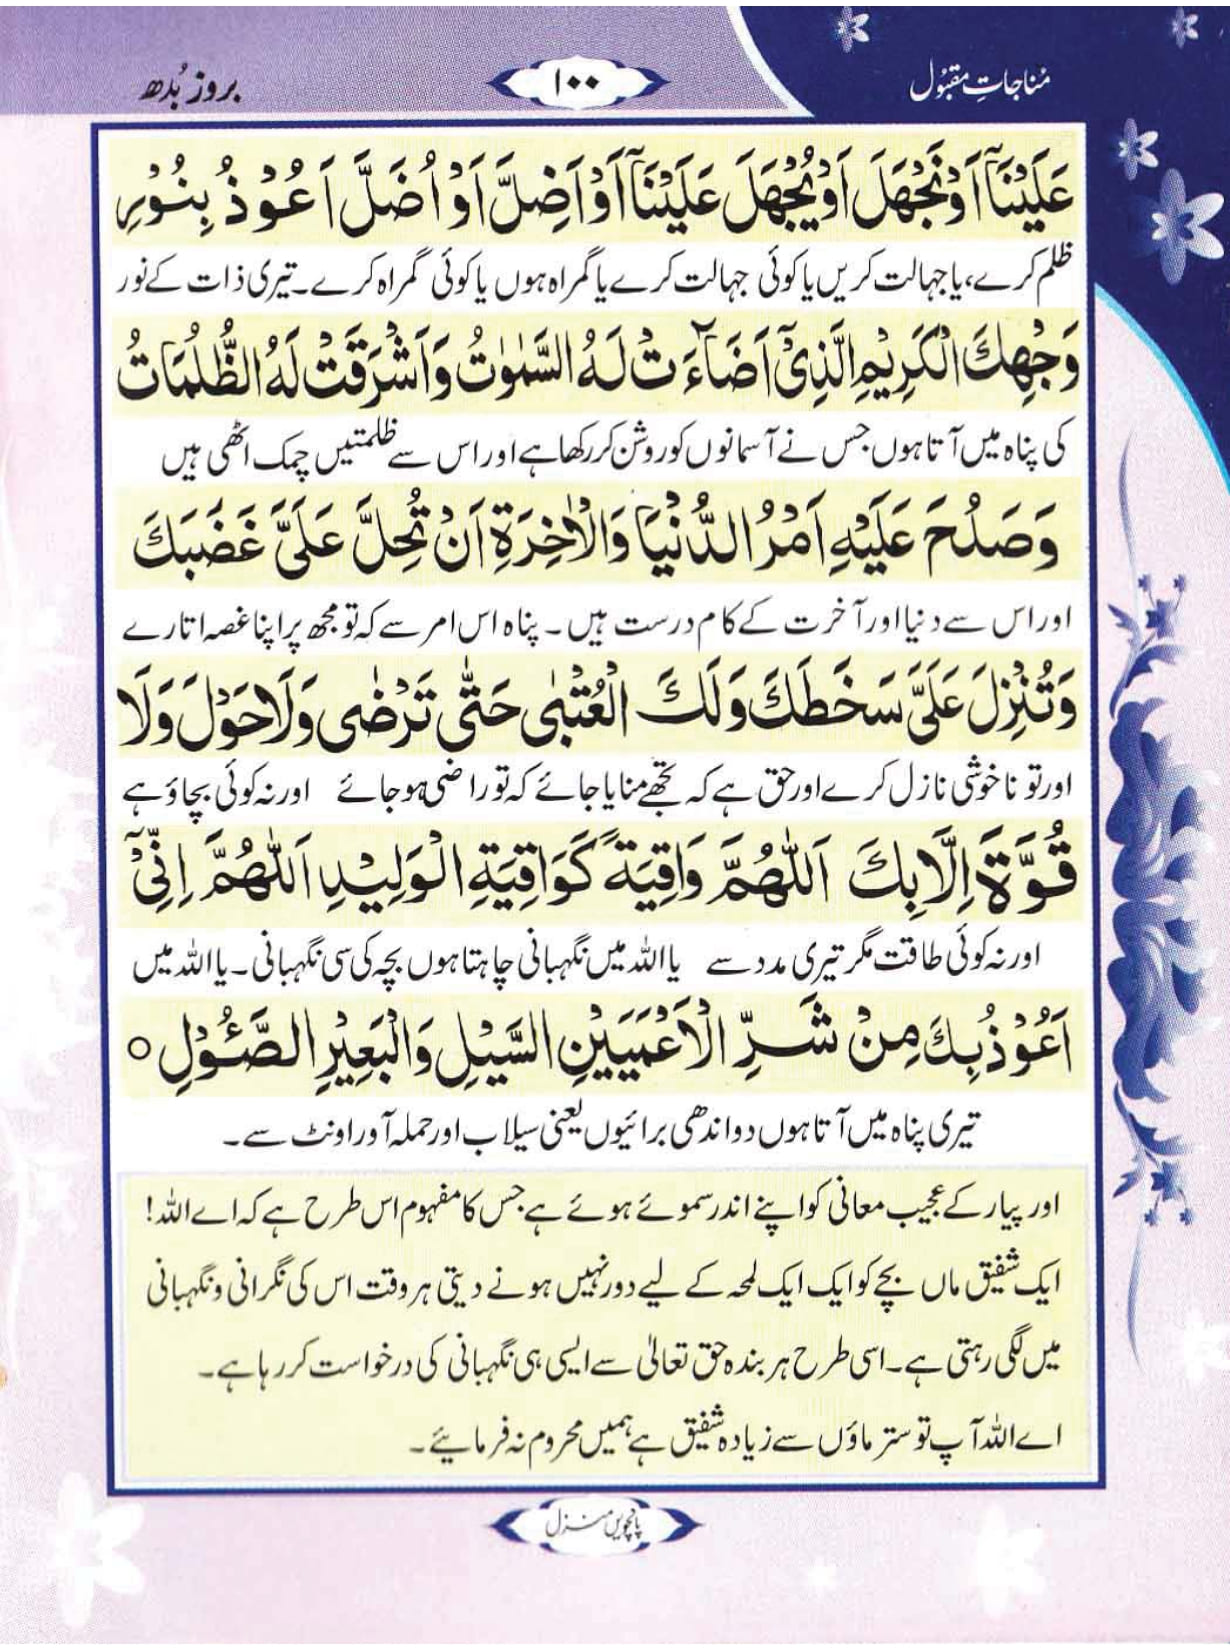 مُناجاتِ مقبُول
۱۰۰
بروز بُدھ
عَلَيْنَآ اَوْ نَجْهَلَ اَوْ يُجْهَلَ عَلَيْنَآ اَوْ اَضِلَّ اَوْ اُضَلَّ اَعُوْذُ بِنُوْرِ
ظلم کرے، یا جہالت کریں یا کوئی جہالت کرے یا گمراہ ہوں یا کوئی گمراہ کرے۔ تیری ذات کے نور
وَجْهِكَ الْكَرِيْمِ الَّذِىْٓ اَضَآءَتْ لَهُ السَّمٰوٰتُ وَاَشْرَقَتْ لَهُ الظُّلُمَاتُ
کی پناہ میں آتا ہوں جس نے آسمانوں کو روشن کر رکھا ہے اور اس سے ظلمتیں چمک اٹھی ہیں
وَصَلُحَ عَلَيْهِ اَمْرُ الدُّنْيَا وَالْاٰخِرَةِ اَنْ تُحِلَّ عَلَىَّ غَضَبَكَ
اور اس سے دنیا اور آخرت کے کام درست ہیں۔ پناہ اس امر سے کہ تو مجھ پر اپنا غصہ اتارے
وَتُنْزِلَ عَلَىَّ سَخَطَكَ وَلَكَ الْعُتْبٰى حَتّٰى تَرْضٰى وَلَا حَوْلَ وَلَا
اور تو ناخوشی نازل کرے اور حق ہے کہ تجھے منایا جائے کہ تو راضی ہو جائے اور نہ کوئی بچاؤ ہے
قُوَّةَ اِلَّا بِكَ اَللّٰهُمَّ وَاقِيَةً كَوَاقِيَةِ الْوَلِيْدِ اَللّٰهُمَّ اِنِّىْٓ
اور نہ کوئی طاقت مگر تیری مدد سے یا اللہ میں نگہبانی چاہتا ہوں بچہ کی سی نگہبانی۔ یا اللہ میں
اَعُوْذُ بِكَ مِنْ شَرِّ الْاَعْمَيَيْنِ السَّيْلِ وَالْبَعِيْرِ الصَّئُوْلِ ○
تیری پناہ میں آتا ہوں دو اندھی برائیوں یعنی سیلاب اور حملہ آور اونٹ سے۔
اور پیار کے عجیب معانی کو اپنے اندر سموئے ہوئے ہے جس کا مفہوم اس طرح ہے کہ اے اللہ!
ایک شفیق ماں بچے کو ایک ایک لمحہ کے لیے دور نہیں ہونے دیتی ہر وقت اس کی نگرانی و نگہبانی
میں لگی رہتی ہے۔ اسی طرح ہر بندہ حق تعالیٰ سے ایسی ہی نگہبانی کی درخواست کر رہا ہے۔
اے اللہ آپ تو ستر ماؤں سے زیادہ شفیق ہے ہمیں محروم نہ فرمائیے۔
پانچویں منزل